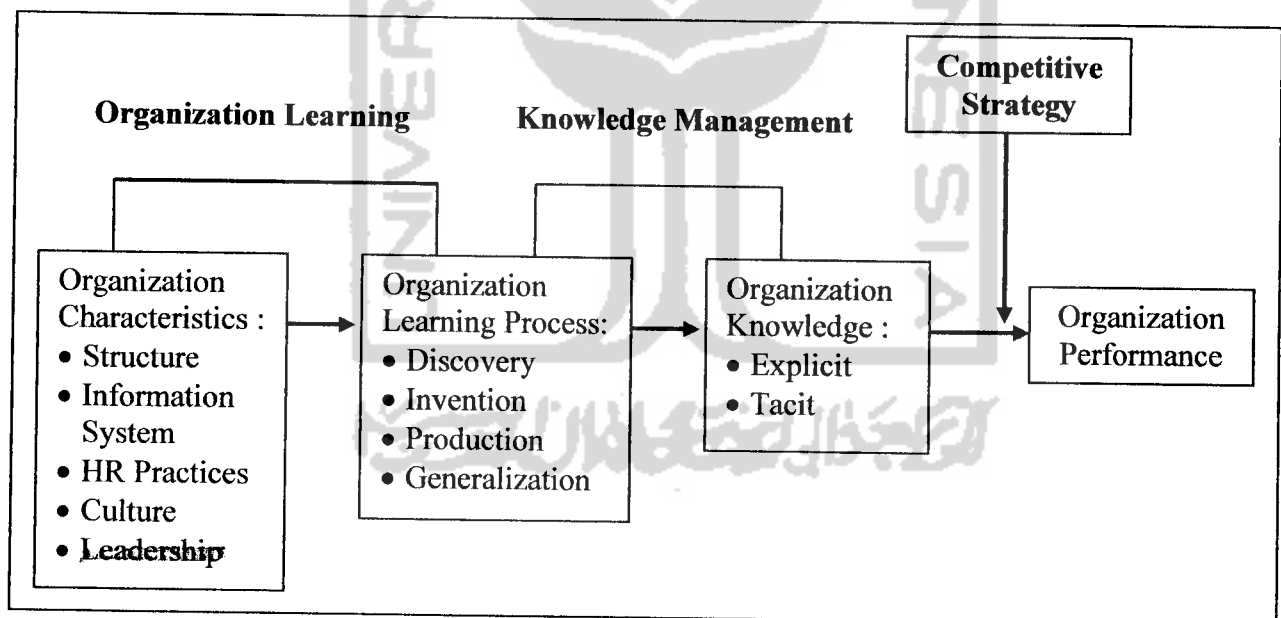 Competitive
Strategy
Organization Learning
Knowledge Management
Organization
Characteristics :
• Structure
• Information
System
• HR Practices
• Culture
• Leadership
Organization
Learning Process:
• Discovery
• Invention
• Production
• Generalization
Organization
Knowledge :
• Explicit
• Tacit
Organization
Performance